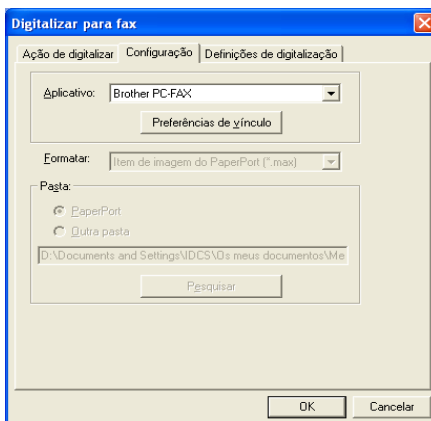 Digitalizar para fax
Ação de digitalizar Configuração Definições de digitalização
Aplicativo: Brother PC-FAX
Preferências de vínculo
Formatar: Item de imagem do PaperPort (*.max)
Pasta:
PaperPort
Outra pasta
D:\Documents and Settings\IDCS\Os meus documentos\Me
Pesquisar
OK Cancelar